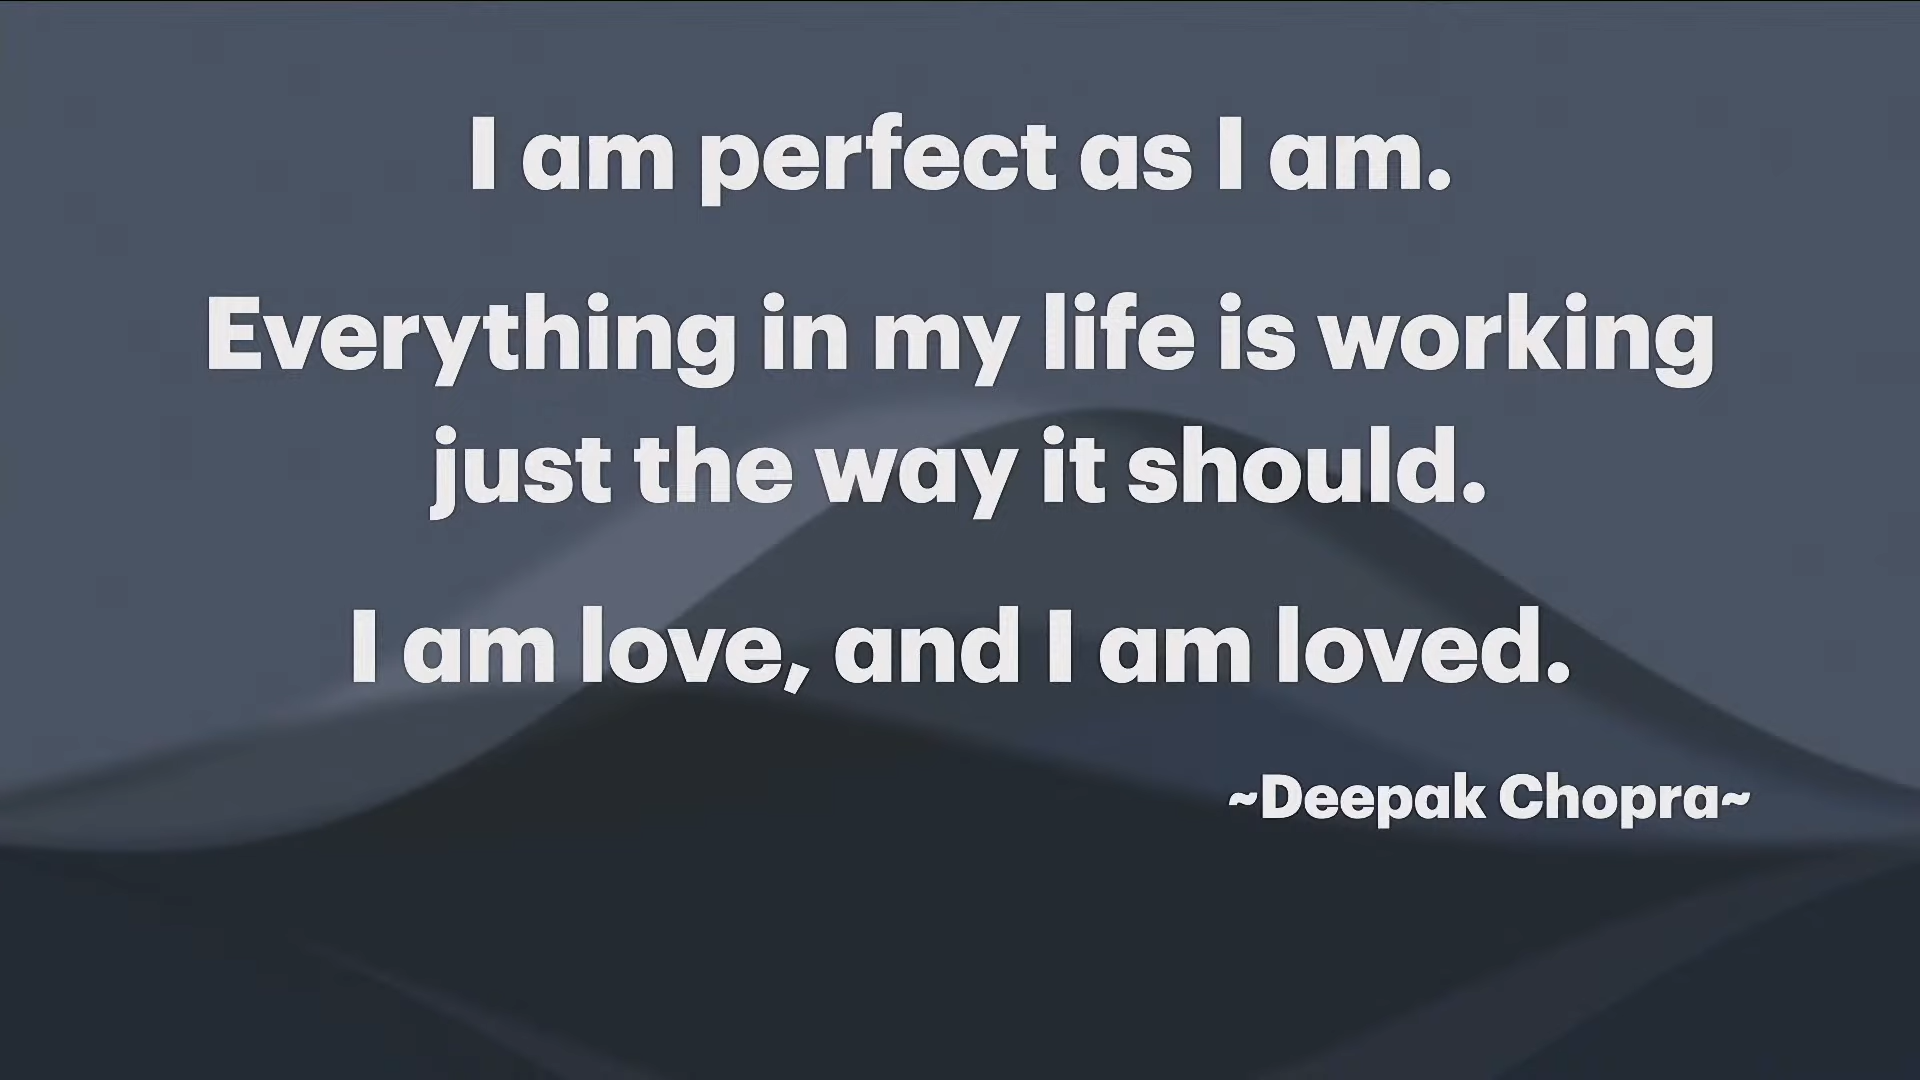 I am perfect as I am.
Everything in my life is working
just the way it should.
I am love, and I am loved.
~Deepak Chopra~